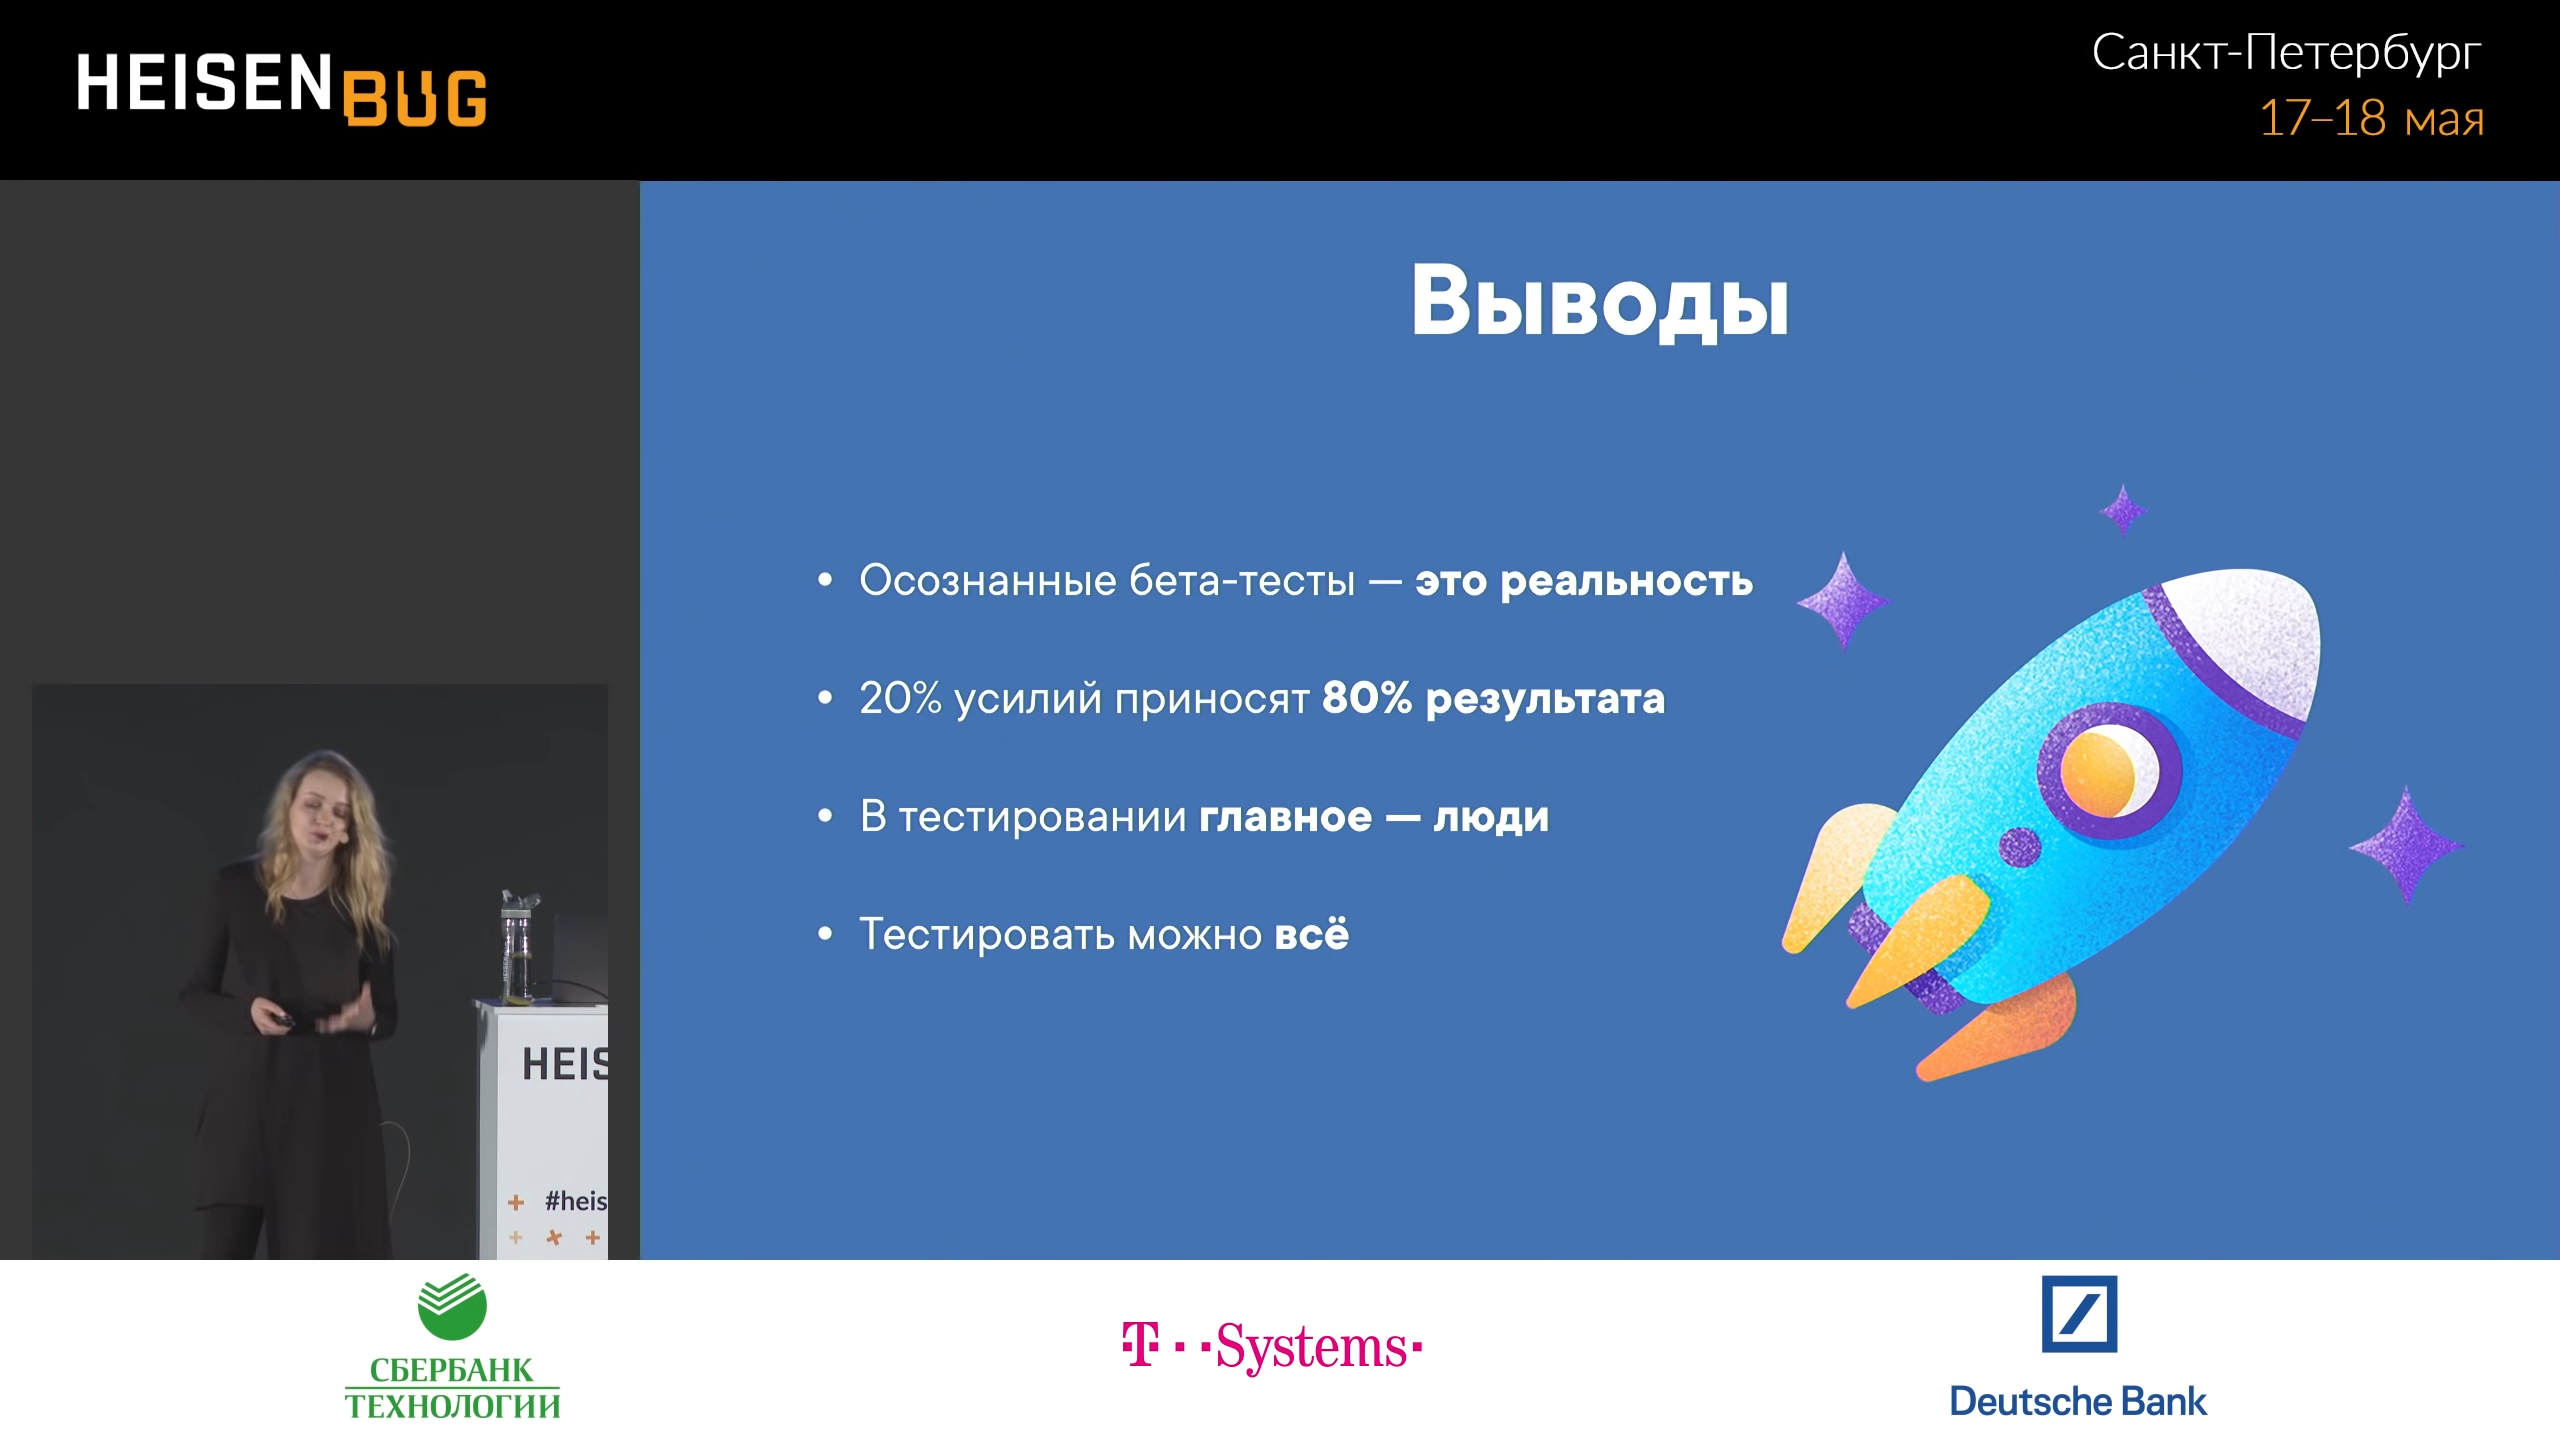 HEISENBUG
Санкт-Петербург
17–18 мая
Выводы
• Осознанные бета-тесты — это реальность
• 20% усилий приносят 80% результата
• В тестировании главное — люди
• Тестировать можно всё
HEIS
#heis
СБЕРБАНК
ТЕХНОЛОГИИ
T··Systems·
Deutsche Bank